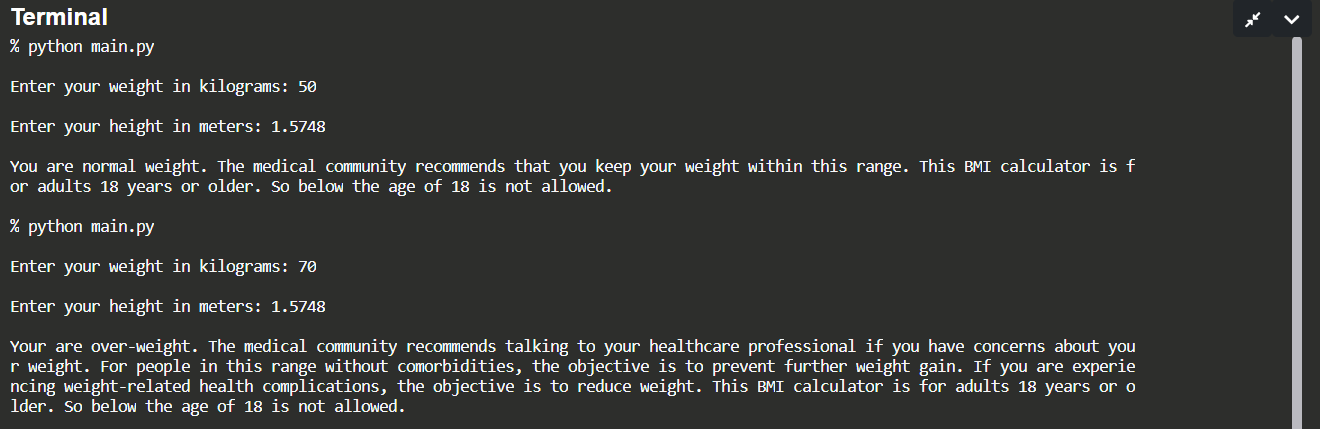 Terminal
% python main.py
Enter your weight in kilograms: 50
Enter your height in meters: 1.5748
You are normal weight. The medical community recommends that you keep your weight within this range. This BMI calculator is f
or adults 18 years or older. So below the age of 18 is not allowed.
% python main.py
Enter your weight in kilograms: 70
Enter your height in meters: 1.5748
Your are over-weight. The medical community recommends talking to your healthcare professional if you have concerns about you
r weight. For people in this range without comorbidities, the objective is to prevent further weight gain. If you are experie
ncing weight-related health complications, the objective is to reduce weight. This BMI calculator is for adults 18 years or o
lder. So below the age of 18 is not allowed.